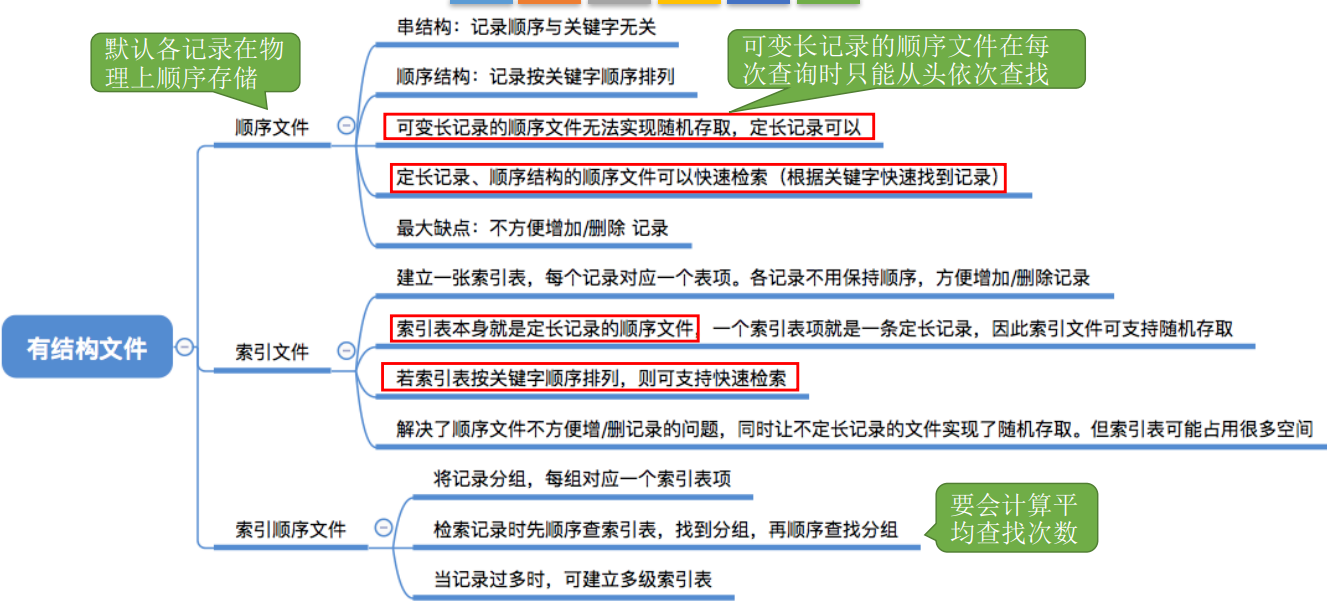 串结构：记录顺序与关键字无关
默认各记录在物
理上顺序存储
可变长记录的顺序文件在每
次查询时只能从头依次查找
顺序结构：记录按关键字顺序排列
顺序文件
可变长记录的顺序文件无法实现随机存取，定长记录可以
定长记录、顺序结构的顺序文件可以快速检索（根据关键字快速找到记录）
最大缺点：不方便增加/删除 记录
建立一张索引表，每个记录对应一个表项。各记录不用保持顺序，方便增加/删除记录
有结构文件
索引文件
索引表本身就是定长记录的顺序文件，一个索引表项就是一条定长记录，因此索引文件可支持随机存取
若索引表按关键字顺序排列，则可支持快速检索
解决了顺序文件不方便增/删记录的问题，同时让不定长记录的文件实现了随机存取。但索引表可能占用很多空间
将记录分组，每组对应一个索引表项
索引顺序文件
检索记录时先顺序查索引表，找到分组，再顺序查找分组
要会计算平
均查找次数
当记录过多时，可建立多级索引表